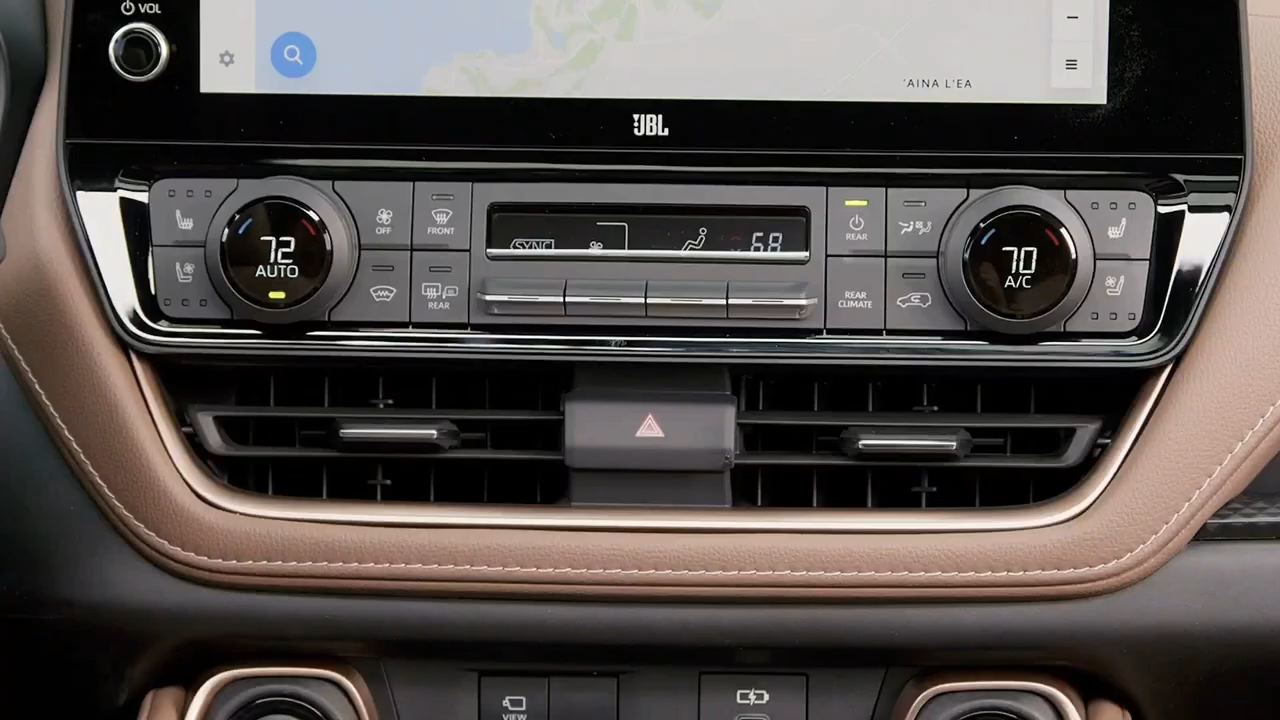 VOL
'AINA L'EA
JBL
72
AUTO
OFF
FRONT
REAR
SYNC
68
REAR
REAR
CLIMATE
70
A/C
VIEW